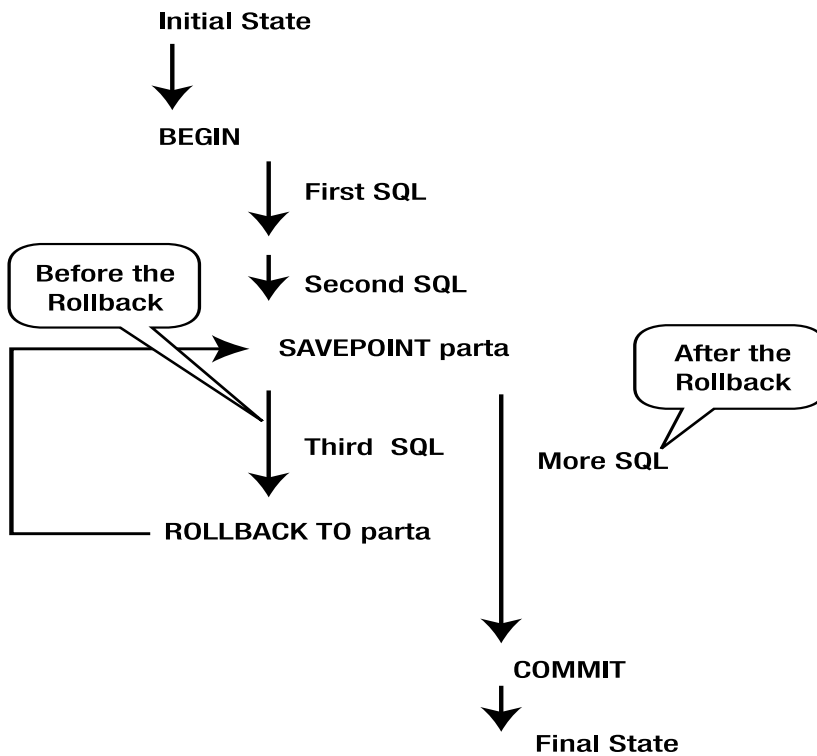 Initial State
BEGIN
First SQL
Before the
Rollback
Second SQL
SAVEPOINT parta
After the
Rollback
Third SQL
More SQL
ROLLBACK TO parta
COMMIT
Final State